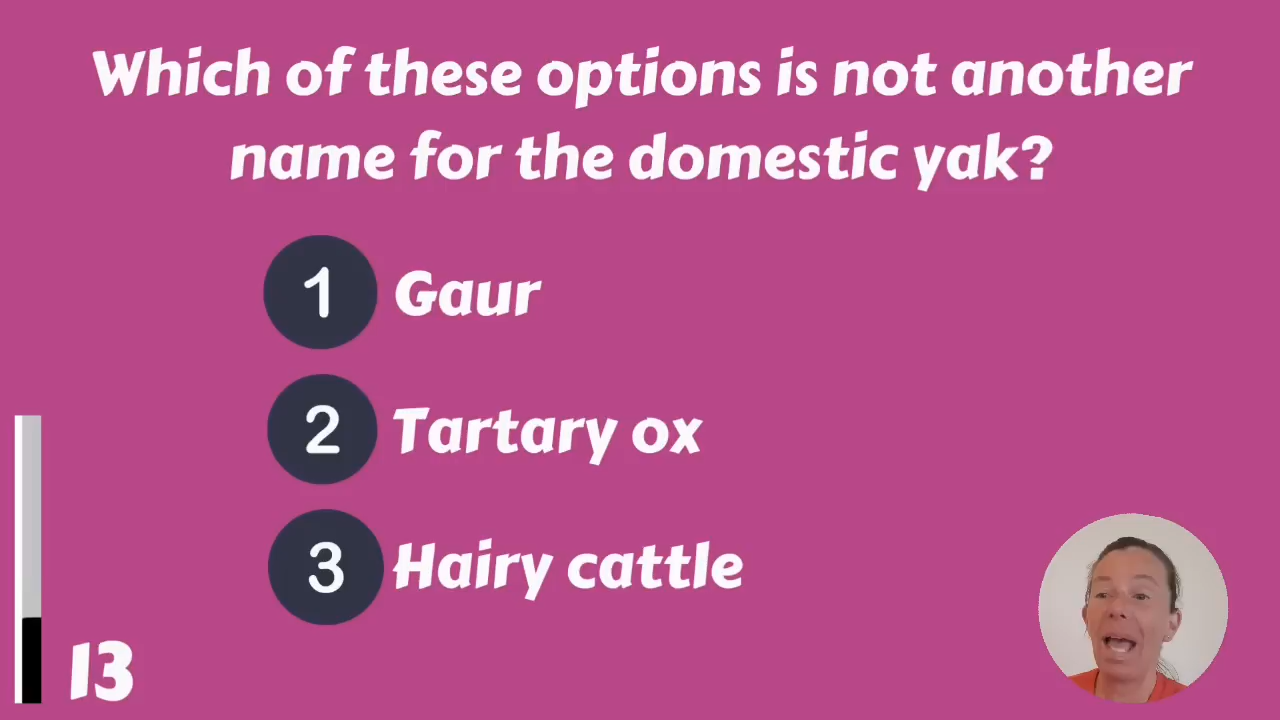 Which of these options is not another
name for the domestic yak?
1 Gaur
2 Tartary ox
3 Hairy cattle
13